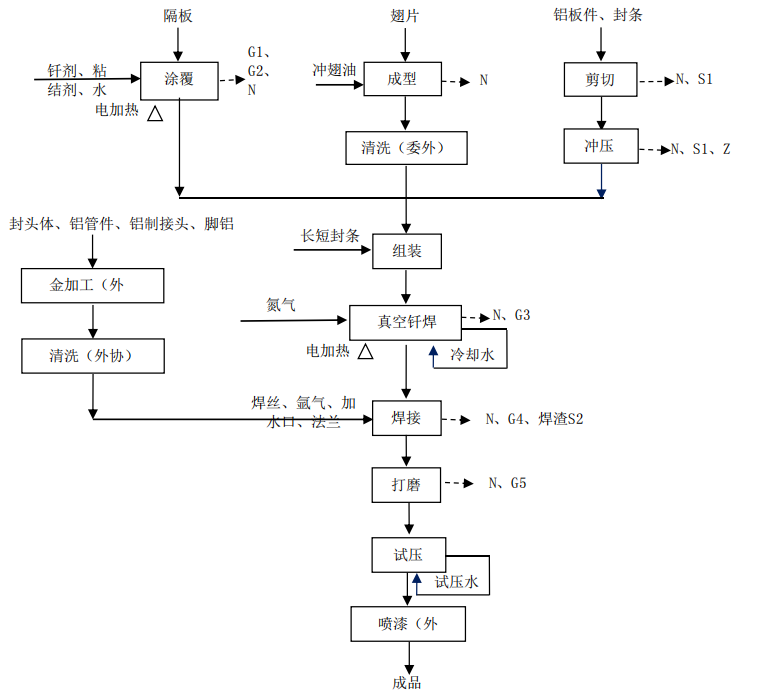 隔板
翅片
铝板件、封条
钎剂、粘
结剂、水
涂覆
G1、
G2、
N
电加热
冲翅油
成型
N
剪切
N、S1
清洗（委外）
冲压
N、S1、Z
封头体、铝管件、铝制接头、脚铝
长短封条
组装
金加工（外
氮气
真空钎焊
N、G3
电加热
冷却水
清洗（外协）
焊丝、氩气、加
水口、法兰
焊接
N、G4、焊渣S2
打磨
N、G5
试压
试压水
喷漆（外
成品